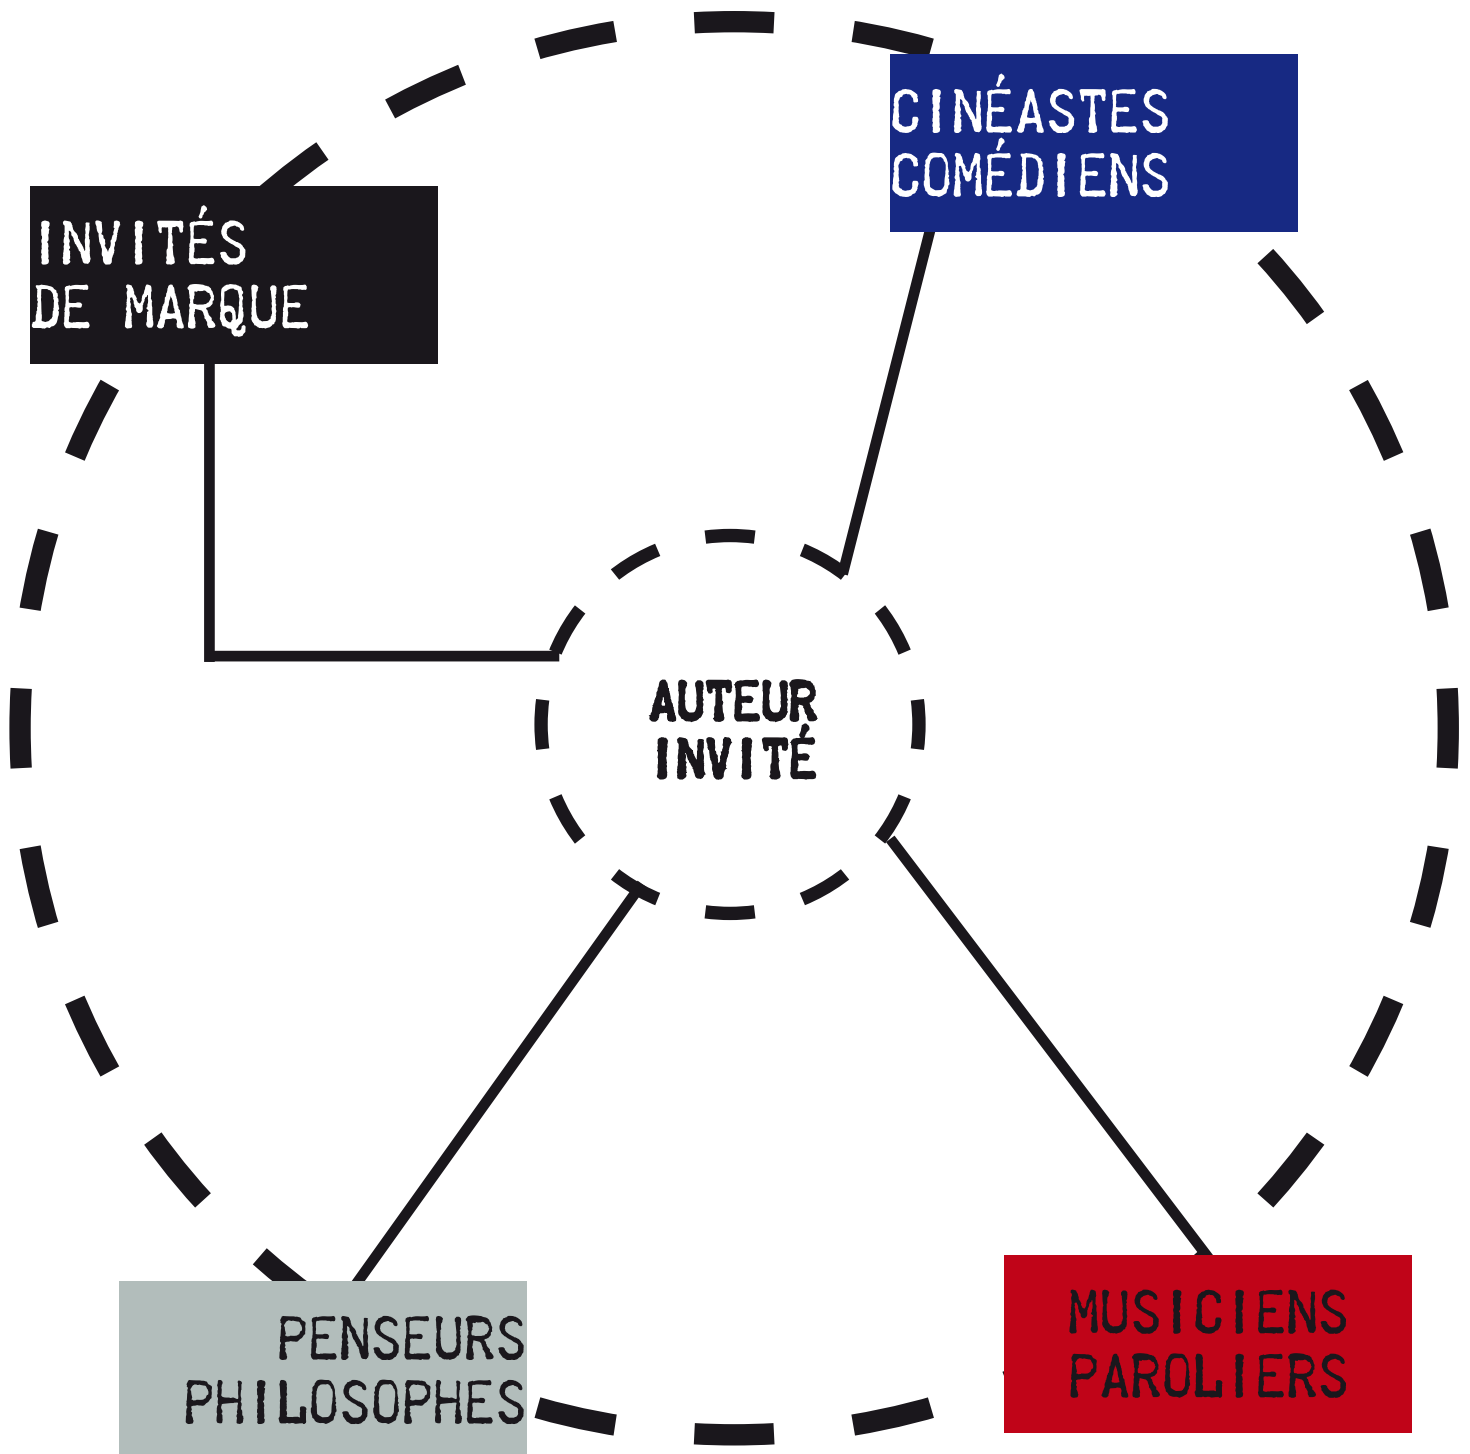 CINÉASTES
COMÉDIENS
INVITÉS
DE MARQUE
AUTEUR
INVITÉ
PENSEURS
PHILOSOPHES
MUSICIENS
PAROLIERS